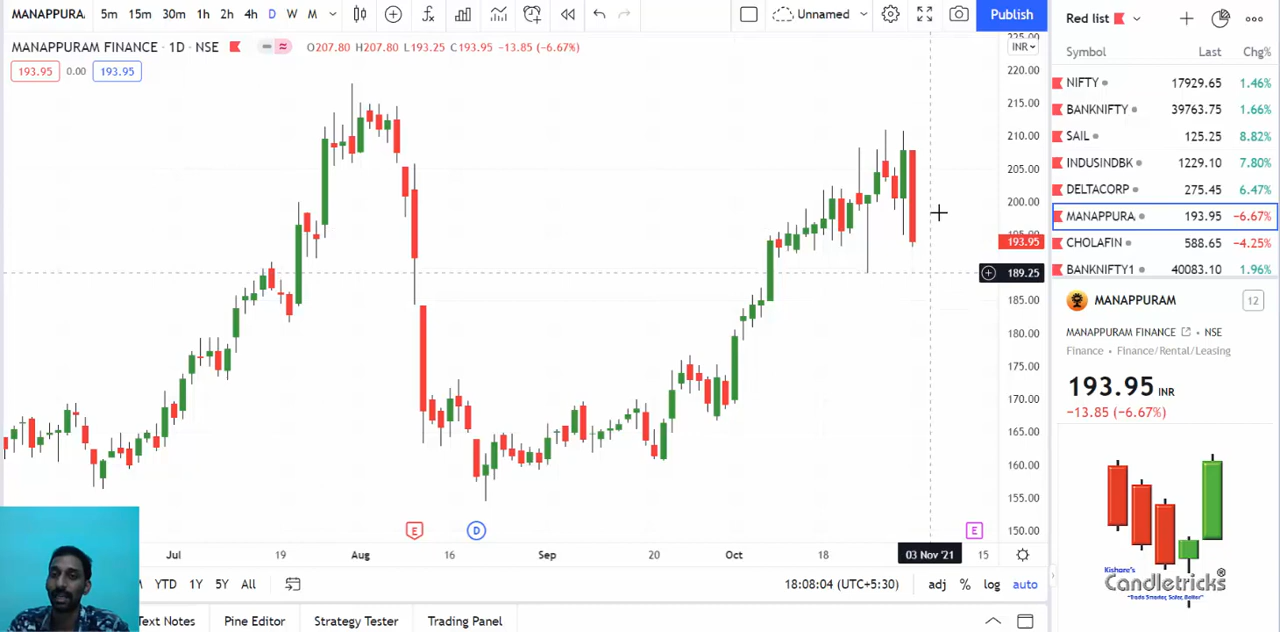 MANAPPURA. 5m 15m 30m 1h 2h 4h D W M Unnamed Publish
MANAPPURAM FINANCE · 1D · NSE O207.80 H207.80 L193.25 C193.95 -13.85 (-6.67%)
193.95 0.00 193.95
225.00
INR
220.00
215.00
210.00
205.00
200.00
195.00
193.95
189.25
185.00
180.00
175.00
170.00
165.00
160.00
155.00
150.00
E D E
Jul 19 Aug 16 Sep 20 Oct 18 03 Nov '21 15
YTD 1Y 5Y All 18:08:04 (UTC+5:30) adj % log auto
Text Notes Pine Editor Strategy Tester Trading Panel
Red list
Symbol Last Chg%
NIFTY 17929.65 1.46%
BANKNIFTY 39763.75 1.66%
SAIL 125.25 8.82%
INDUSINDBK 1229.10 7.80%
DELTACORP 275.45 6.47%
MANAPPURA 193.95 -6.67%
CHOLAFIN 588.65 -4.25%
BANKNIFTY1 40083.10 1.96%
MANAPPURAM 12
MANAPPURAM FINANCE · NSE
Finance · Finance/Rental/Leasing
193.95 INR
-13.85 (-6.67%)
Kishore's
Candletricks ®
"Trade Smarter, Safer, Better"